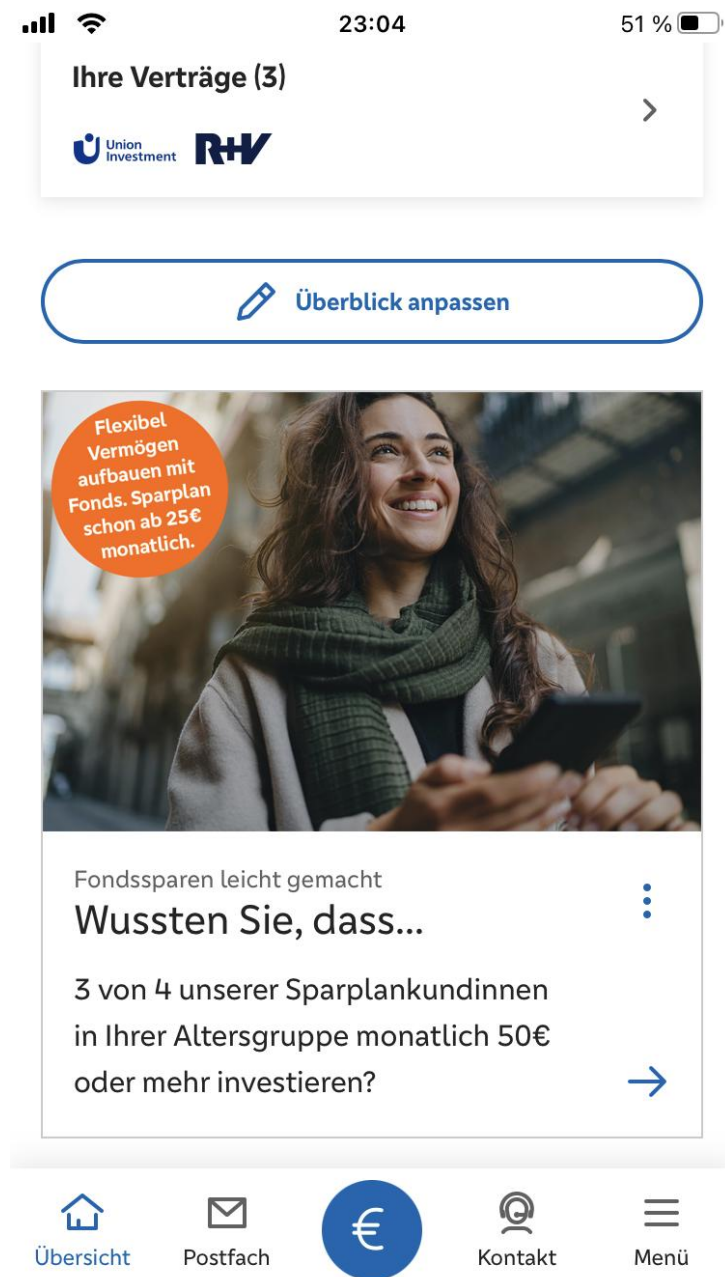 23:04
51 %
Ihre Verträge (3)
Union
Investment
R+V
Überblick anpassen
Flexibel
Vermögen
aufbauen mit
Fonds. Sparplan
schon ab 25€
monatlich.
Fondssparen leicht gemacht
Wussten Sie, dass...
3 von 4 unserer Sparplankundinnen
in Ihrer Altersgruppe monatlich 50€
oder mehr investieren?
€
Übersicht
Postfach
Kontakt
Menü